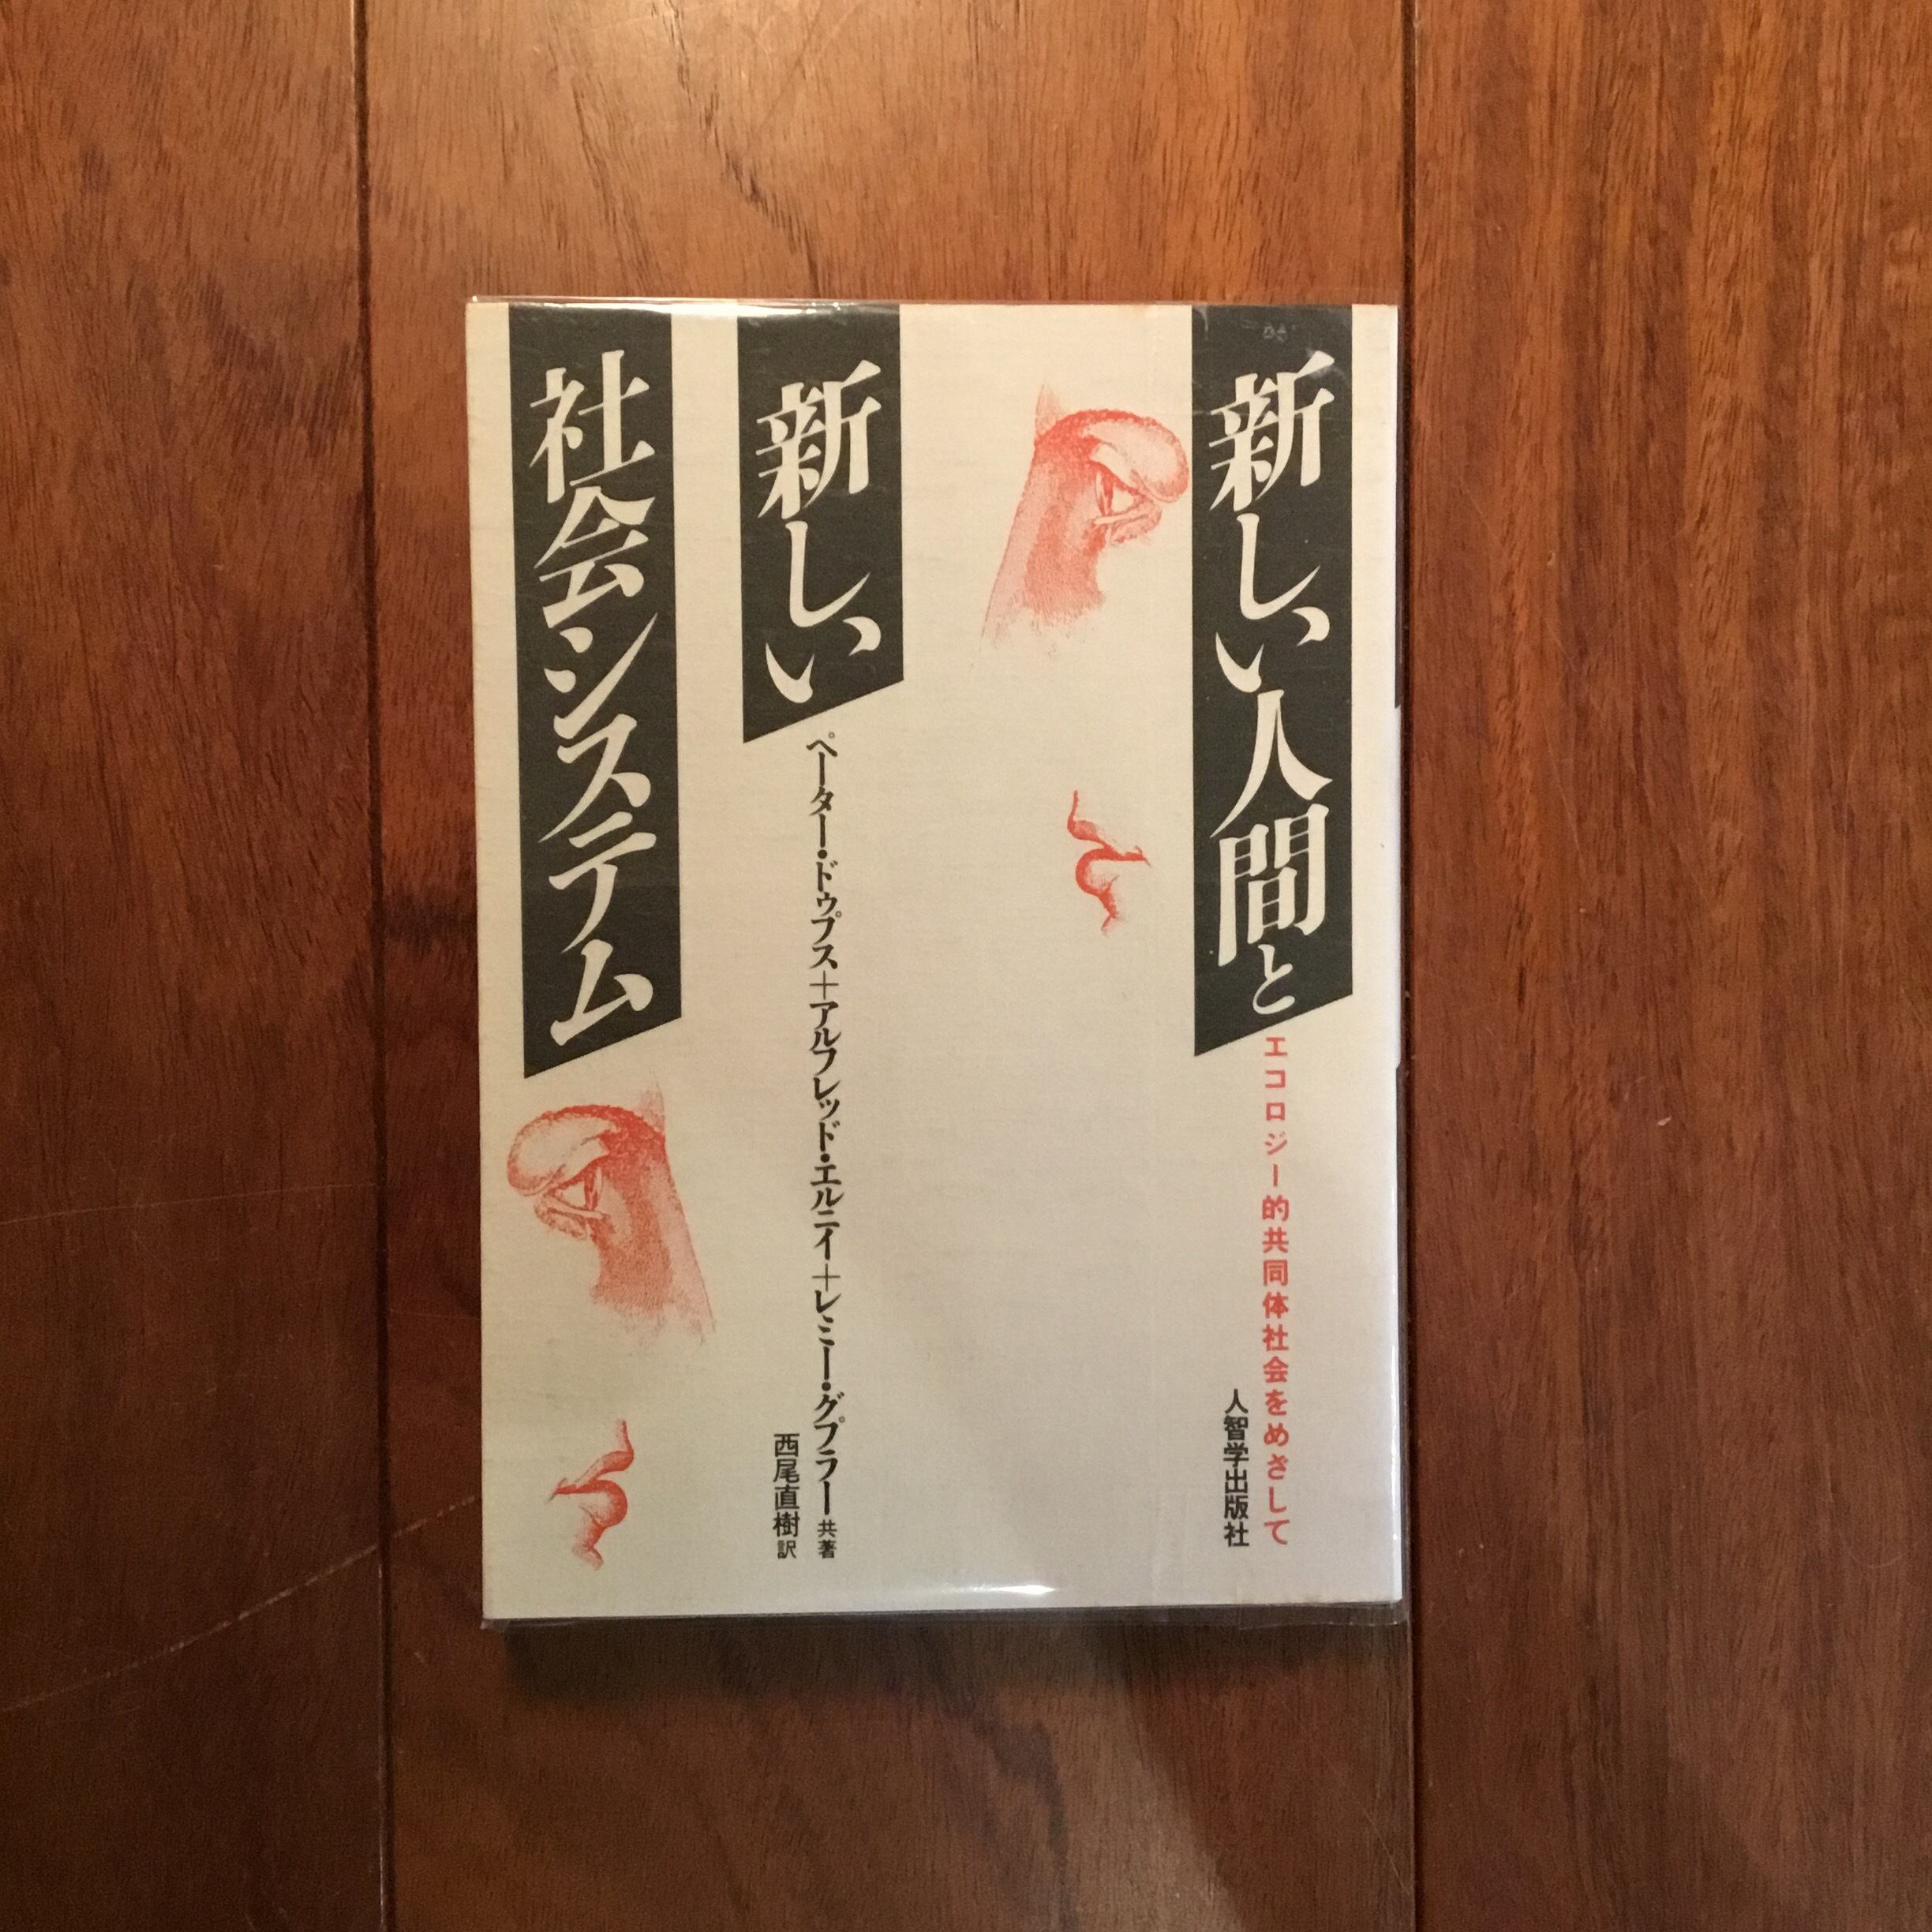 新しい人間と
エコロジー的共同体社会をめざして
人智学出版社
新しい
ペーター・ドゥプス+アルフレッド・エルニイ+レミー・グプラー 共著
西尾直樹 訳
社会システム